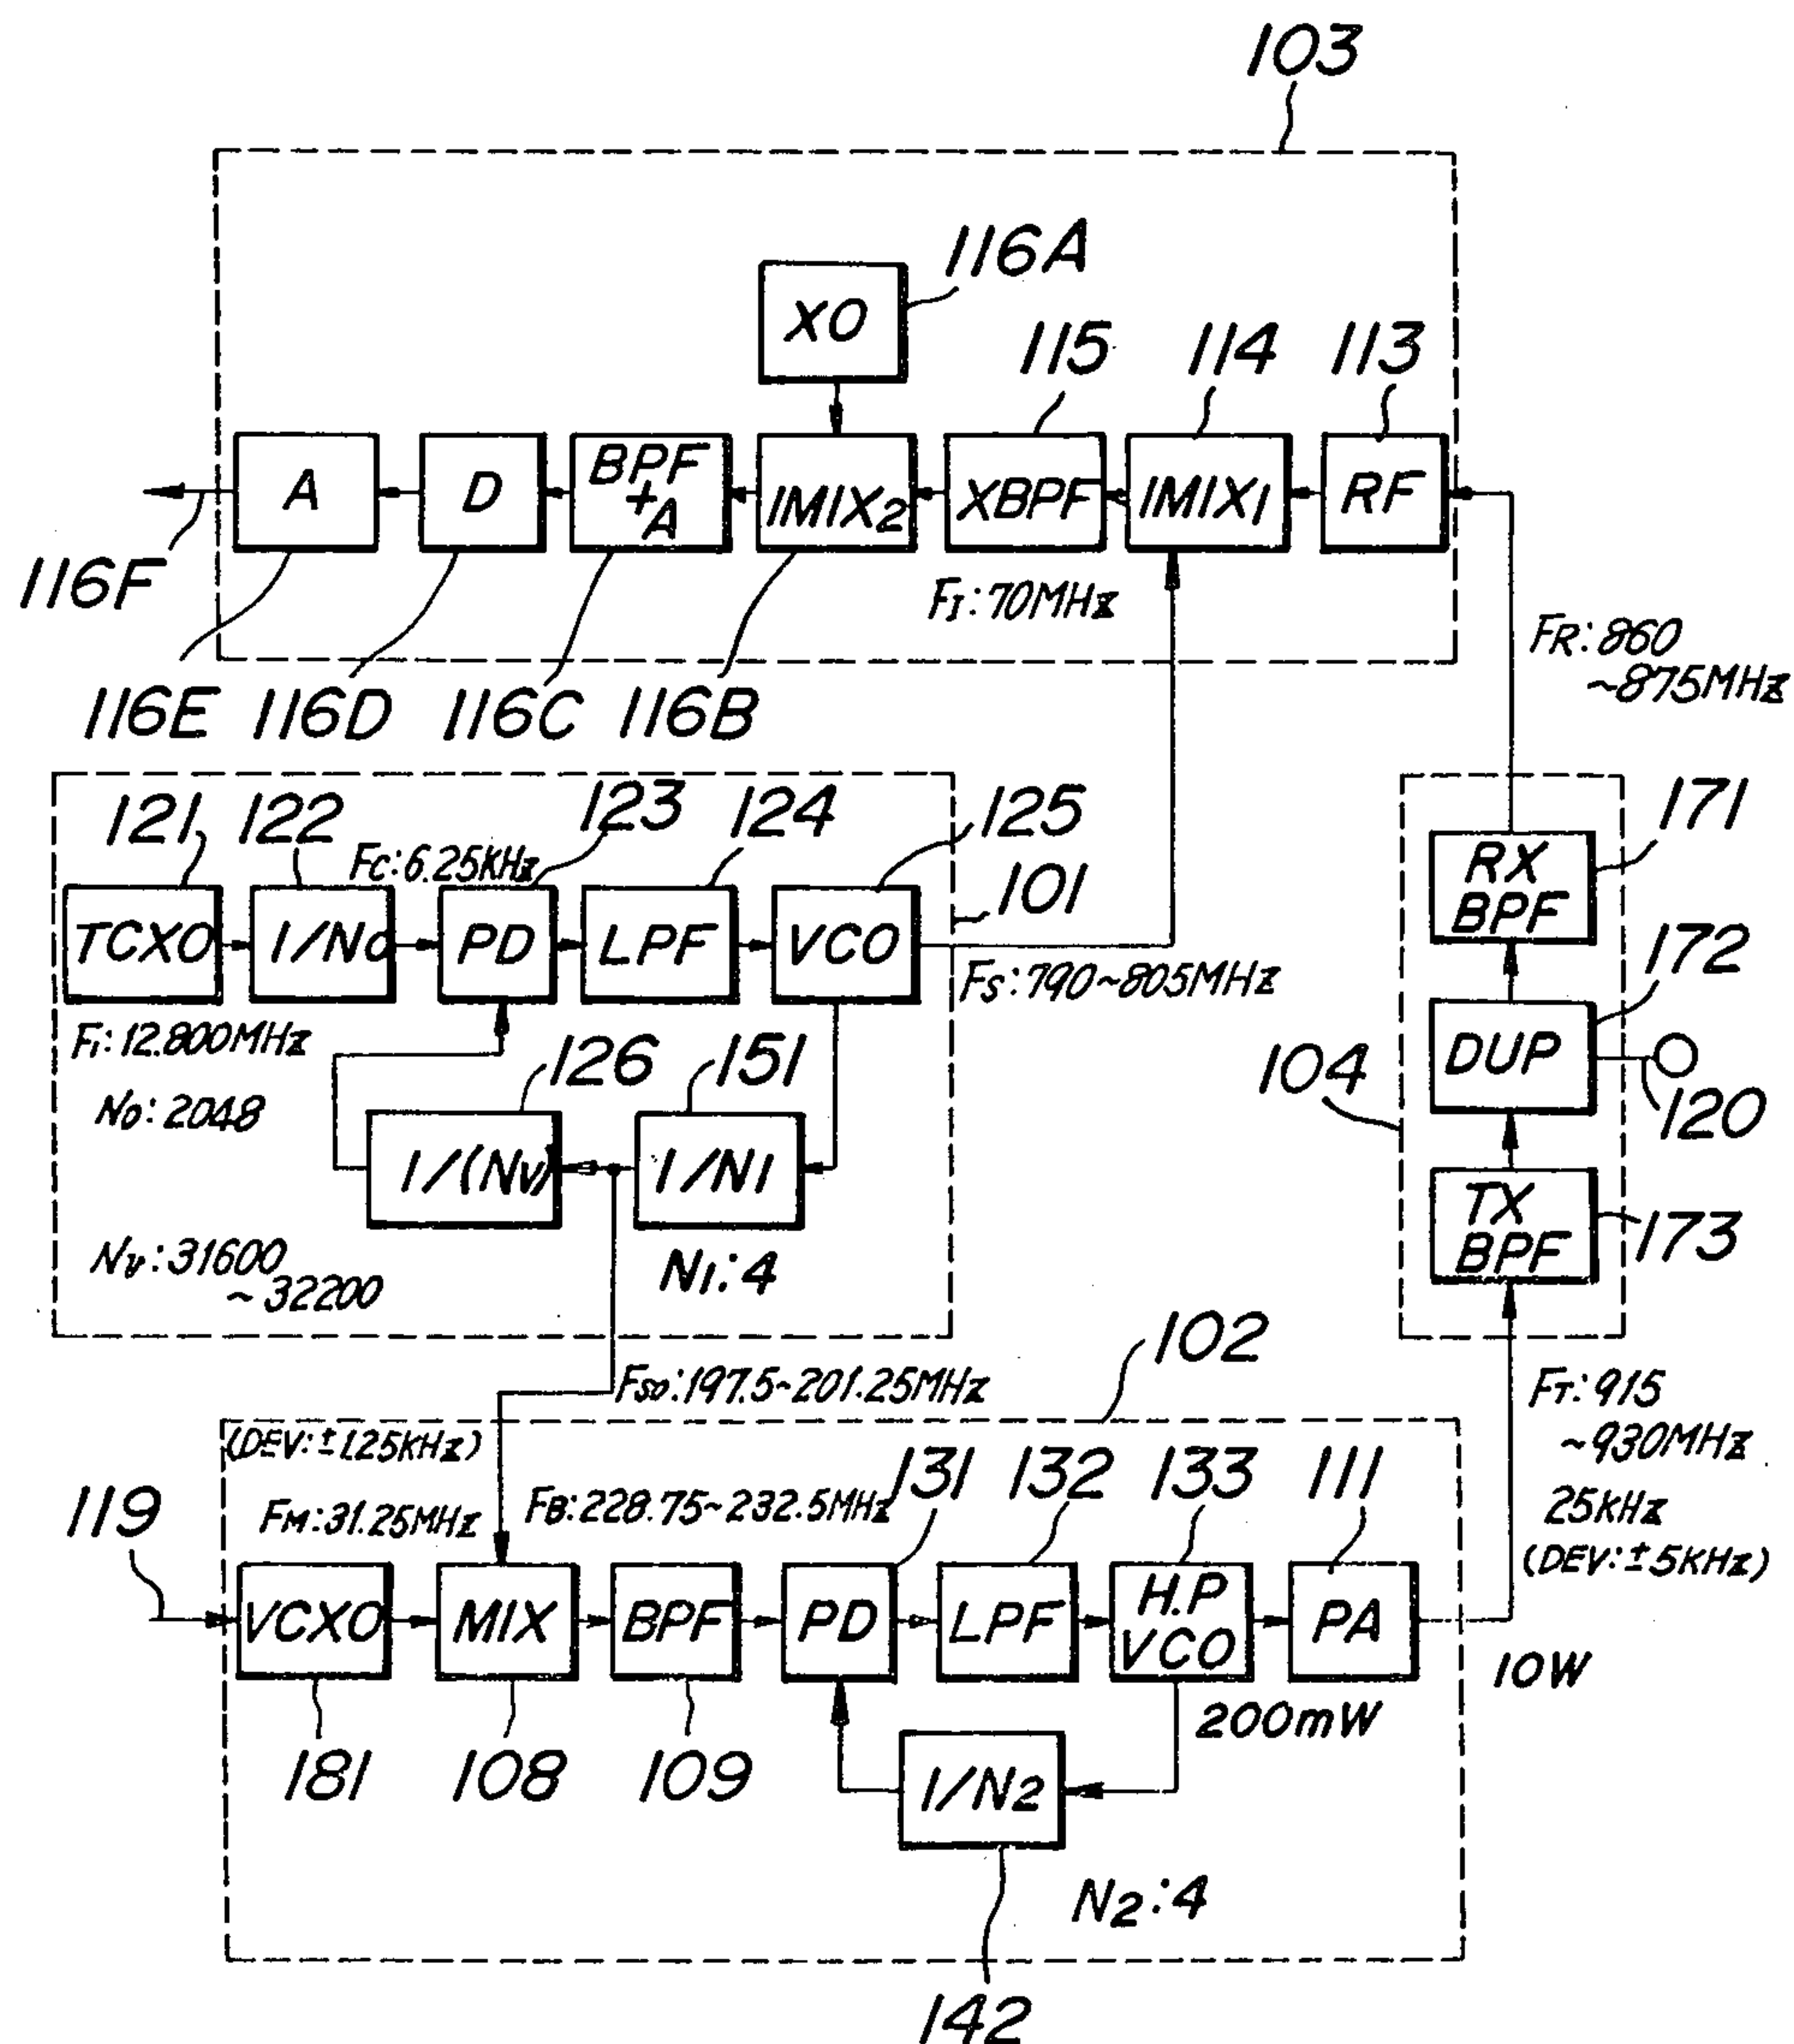 103
116A
XO
115
114
113
A
D
BPF
+A
IMIX2
XBPF
IMIX1
RF
116F
FI:70MHz
FR:860
~875MHz
116E
116D
116C
116B
121
122
123
124
125
171
FC:6.25KHz
101
RX
BPF
TCXO
1/NO
PD
LPF
VCO
172
FS:790~805MHz
F1:12.800MHz
126
151
104
DUP
120
NO:2048
1/(NV)
1/N1
TX
BPF
173
NV:31600
~32200
N1:4
102
FSD:197.5~201.25MHz
FT:915
~930MHz
(DEV:±1.25KHz)
131
132
133
111
119
FM:31.25MHz
FB:228.75~232.5MHz
25KHz
(DEV:±5KHz)
VCXO
MIX
BPF
PD
LPF
H.P
VCO
PA
10W
200mW
181
108
109
1/N2
N2:4
142